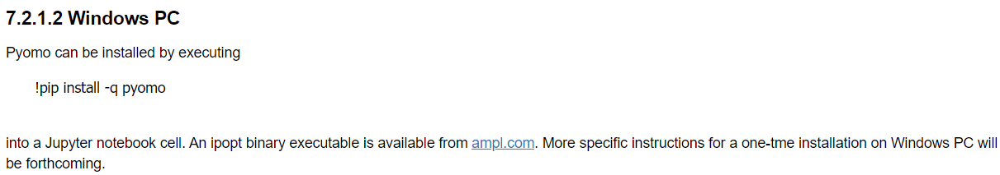 7.2.1.2 Windows PC
Pyomo can be installed by executing
!pip install -q pyomo
into a Jupyter notebook cell. An ipopt binary executable is available from ampl.com. More specific instructions for a one-tme installation on Windows PC will
be forthcoming.